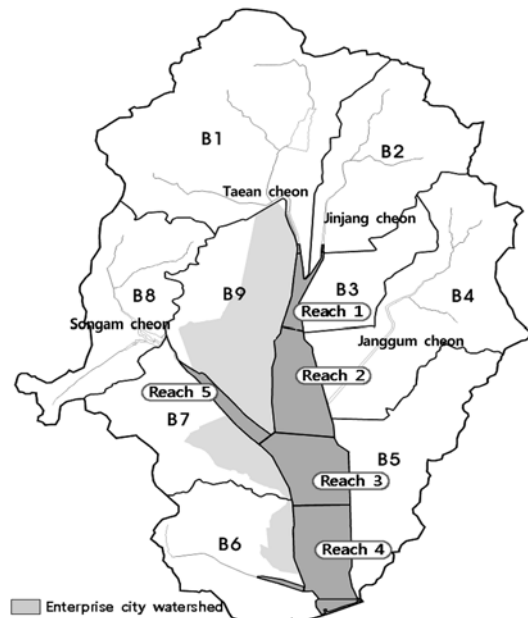 B1
B2
Taean cheon
Jinjang cheon
B8
B9
B3
B4
Reach 1
Songam cheon
Janggum cheon
Reach 2
Reach 5
B7
B5
Reach 3
B6
Reach 4
Enterprise city watershed